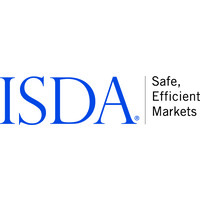 ISDA®
Safe,
Efficient
Markets